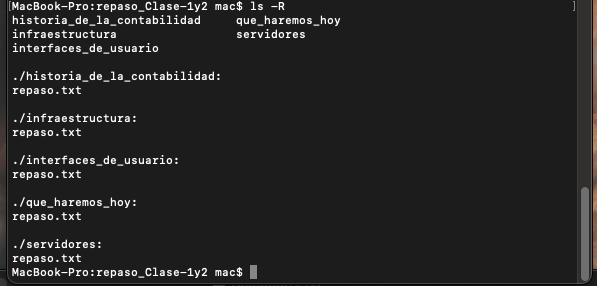 [MacBook-Pro:repaso_Clase-1y2 mac$ ls -R ]
historia_de_la_contabilidad que_haremos_hoy
infraestructura servidores
interfaces_de_usuario
./historia_de_la_contabilidad:
repaso.txt
./infraestructura:
repaso.txt
./interfaces_de_usuario:
repaso.txt
./que_haremos_hoy:
repaso.txt
./servidores:
repaso.txt
MacBook-Pro:repaso_Clase-1y2 mac$